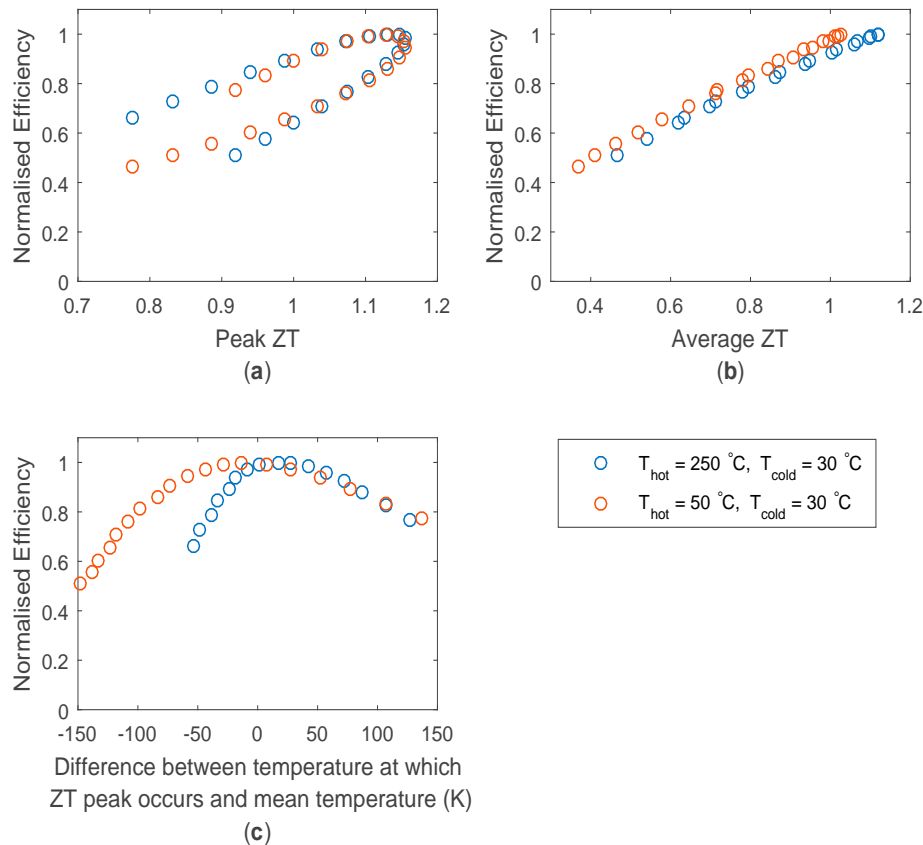 Normalised Efficiency
1
0.8
0.6
0.4
0.2
0
0.7 0.8 0.9 1 1.1 1.2
Peak ZT
(a)
Normalised Efficiency
1
0.8
0.6
0.4
0.2
0
0.4 0.6 0.8 1 1.2
Average ZT
(b)
Normalised Efficiency
1
0.8
0.6
0.4
0.2
0
-150 -100 -50 0 50 100 150
Difference between temperature at which
ZT peak occurs and mean temperature (K)
(c)
T_hot = 250 °C, T_cold = 30 °C
T_hot = 50 °C, T_cold = 30 °C